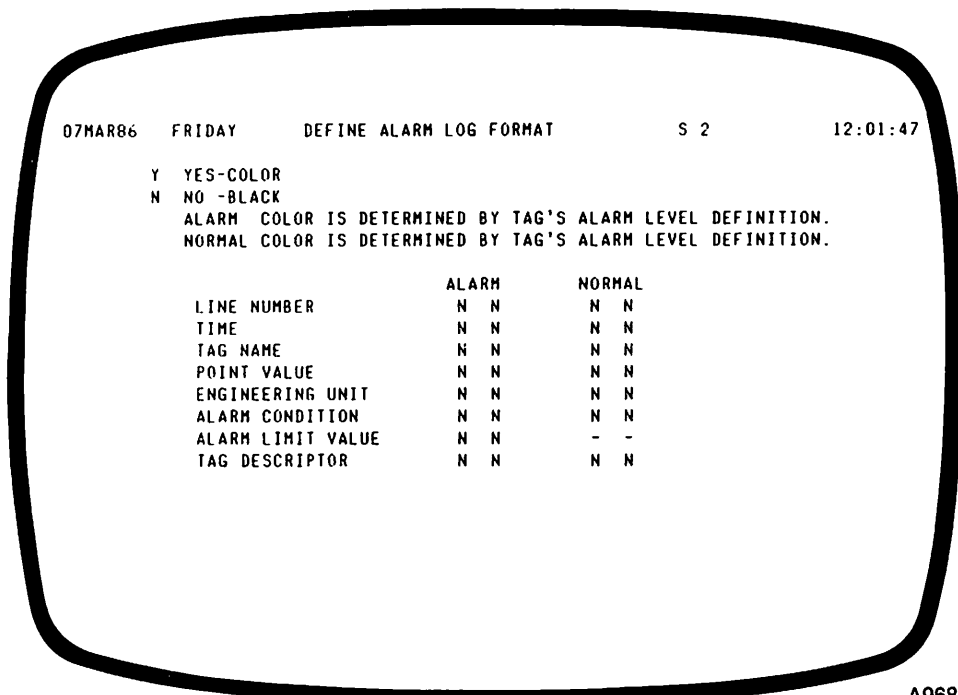 07MAR86 FRIDAY DEFINE ALARM LOG FORMAT S 2 12:01:47
Y YES-COLOR
N NO -BLACK
ALARM COLOR IS DETERMINED BY TAG'S ALARM LEVEL DEFINITION.
NORMAL COLOR IS DETERMINED BY TAG'S ALARM LEVEL DEFINITION.
ALARM NORMAL
LINE NUMBER N N N N
TIME N N N N
TAG NAME N N N N
POINT VALUE N N N N
ENGINEERING UNIT N N N N
ALARM CONDITION N N N N
ALARM LIMIT VALUE N N - -
TAG DESCRIPTOR N N N N